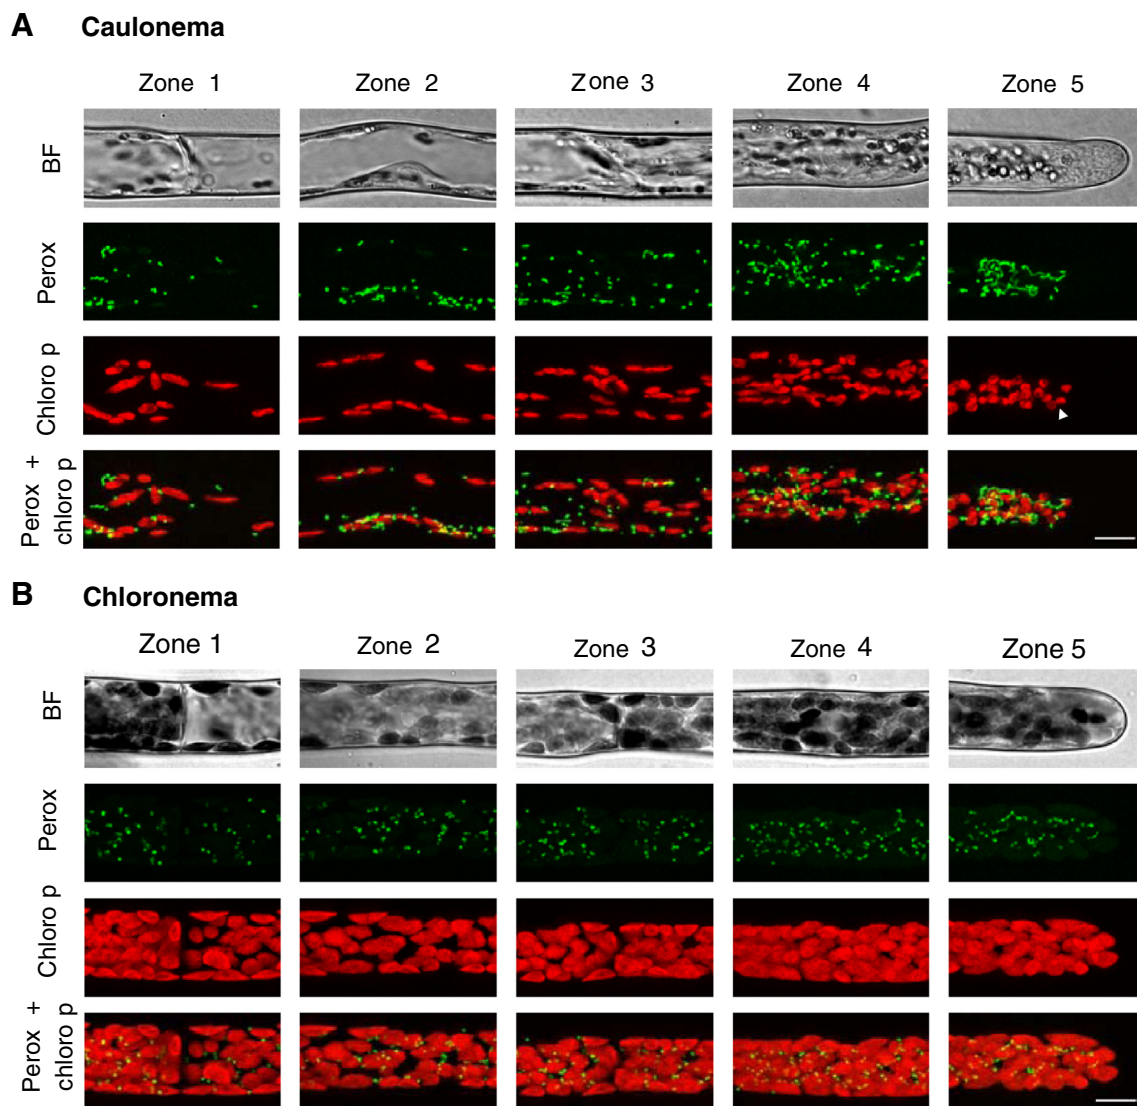 A Caulonema
Zone 1 Zone 2 Zone 3 Zone 4 Zone 5
BF
Perox
Chloro p
Perox +
chloro p
B Chloronema
Zone 1 Zone 2 Zone 3 Zone 4 Zone 5
BF
Perox
Chloro p
Perox +
chloro p